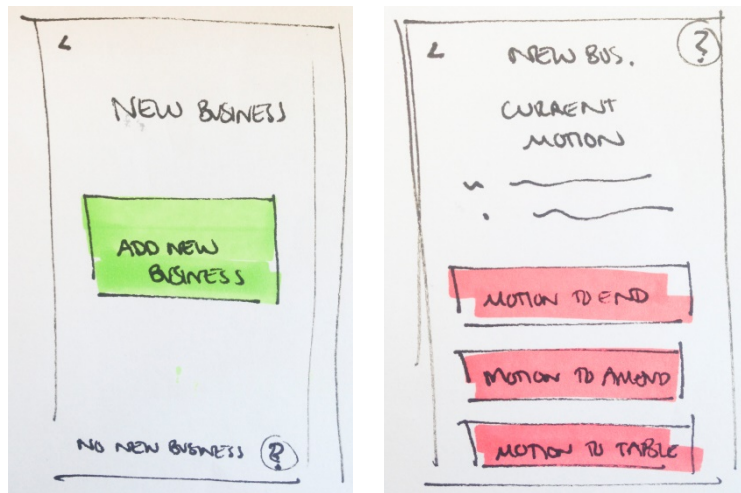 <
NEW BUSINESS
ADD NEW
BUSINESS
NO NEW BUSINESS ?
< NEW BUS. ?
CURRENT
MOTION
MOTION TO END
MOTION TO AMEND
MOTION TO TABLE